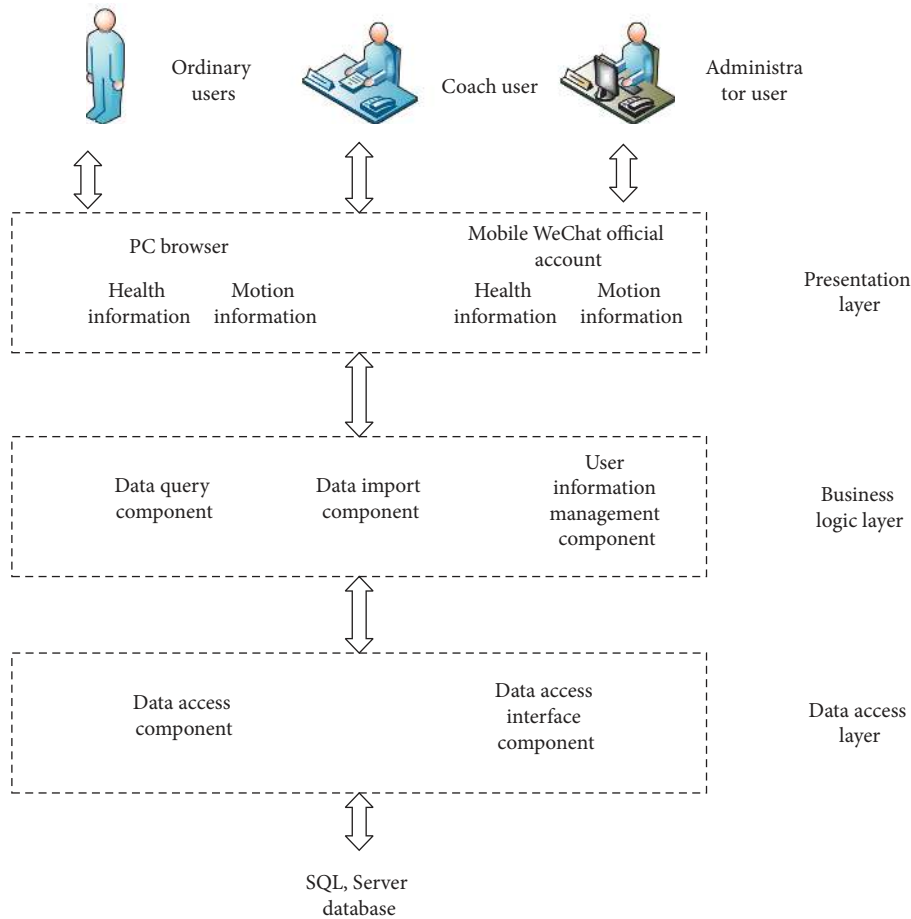 Ordinary
users
Coach user
Administra
tor user
PC browser
Mobile WeChat official
account
Health
information
Motion
information
Health
information
Motion
information
Presentation
layer
Data query
component
Data import
component
User
information
management
component
Business
logic layer
Data access
component
Data access
interface
component
Data access
layer
SQL, Server
database